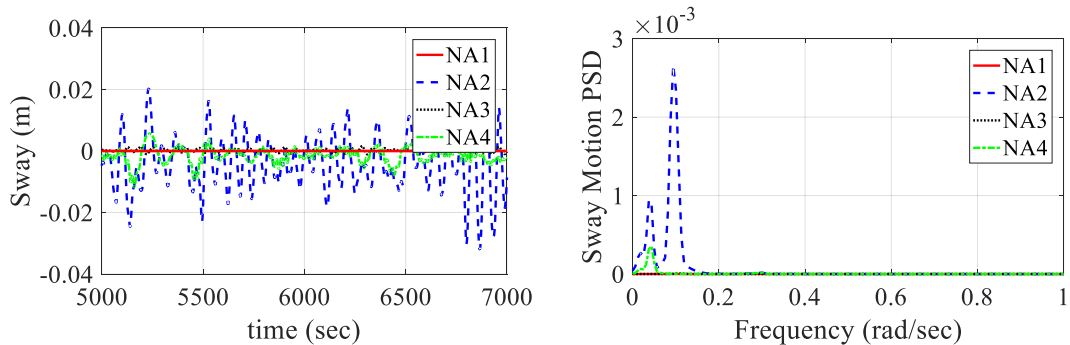 0.04
0.02
0
-0.02
-0.04
Sway (m)
5000 5500 6000 6500 7000
time (sec)
NA1
NA2
NA3
NA4
×10⁻³
3
2
1
0
Sway Motion PSD
0 0.2 0.4 0.6 0.8 1
Frequency (rad/sec)
NA1
NA2
NA3
NA4